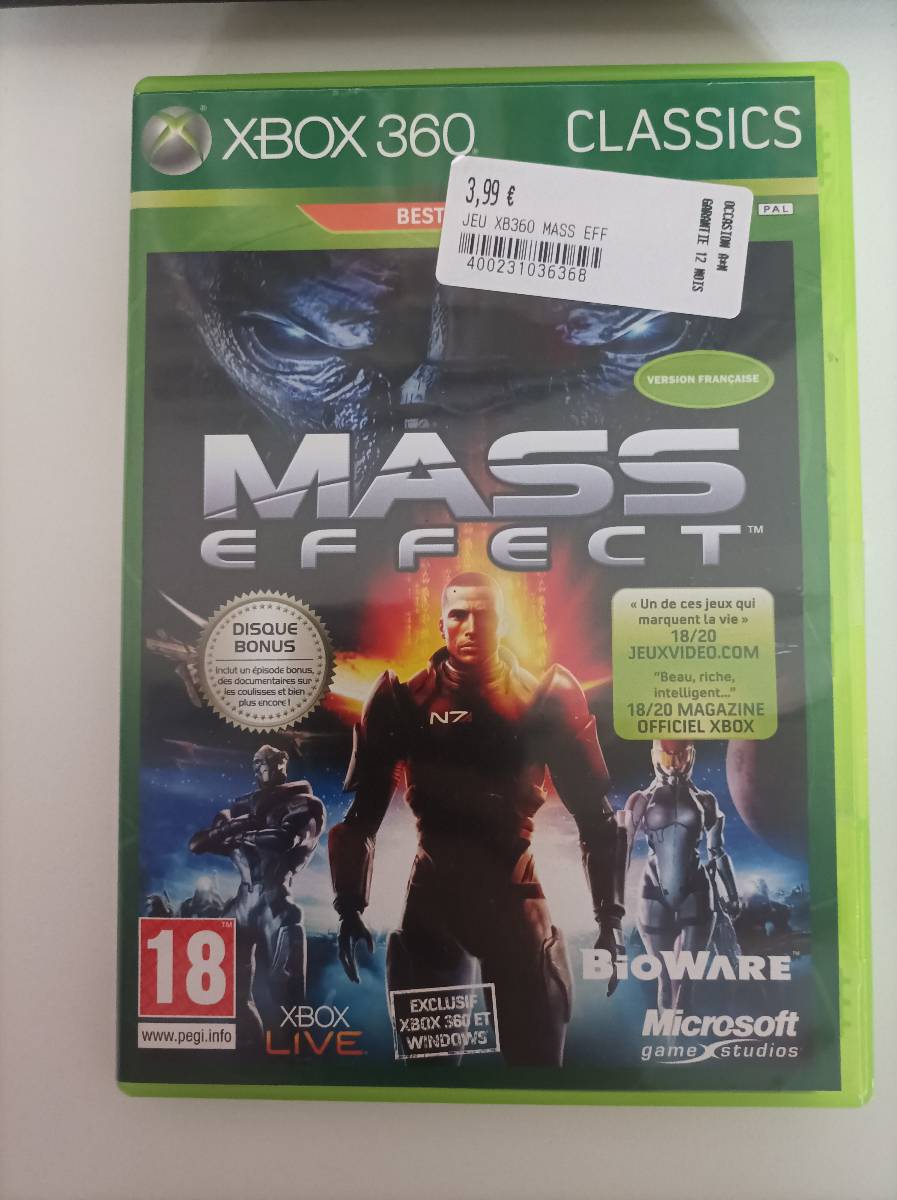 XBOX 360
CLASSICS
3,99 €
JEU XB360 MASS EFF
400231036368
OCCASION
GARANTIE 12 MOIS
BEST
PAL
VERSION FRANÇAISE
MASS
EFFECT™
DISQUE
BONUS
Inclut un épisode bonus,
des documentaires sur
les coulisses et bien
plus encore !
« Un de ces jeux qui
marquent la vie »
18/20
JEUXVIDEO.COM
"Beau, riche,
intelligent..."
18/20 MAGAZINE
OFFICIEL XBOX
N7
18™
www.pegi.info
XBOX
LIVE
EXCLUSIF
XBOX 360 ET
WINDOWS
BIOWARE™
Microsoft
game studios